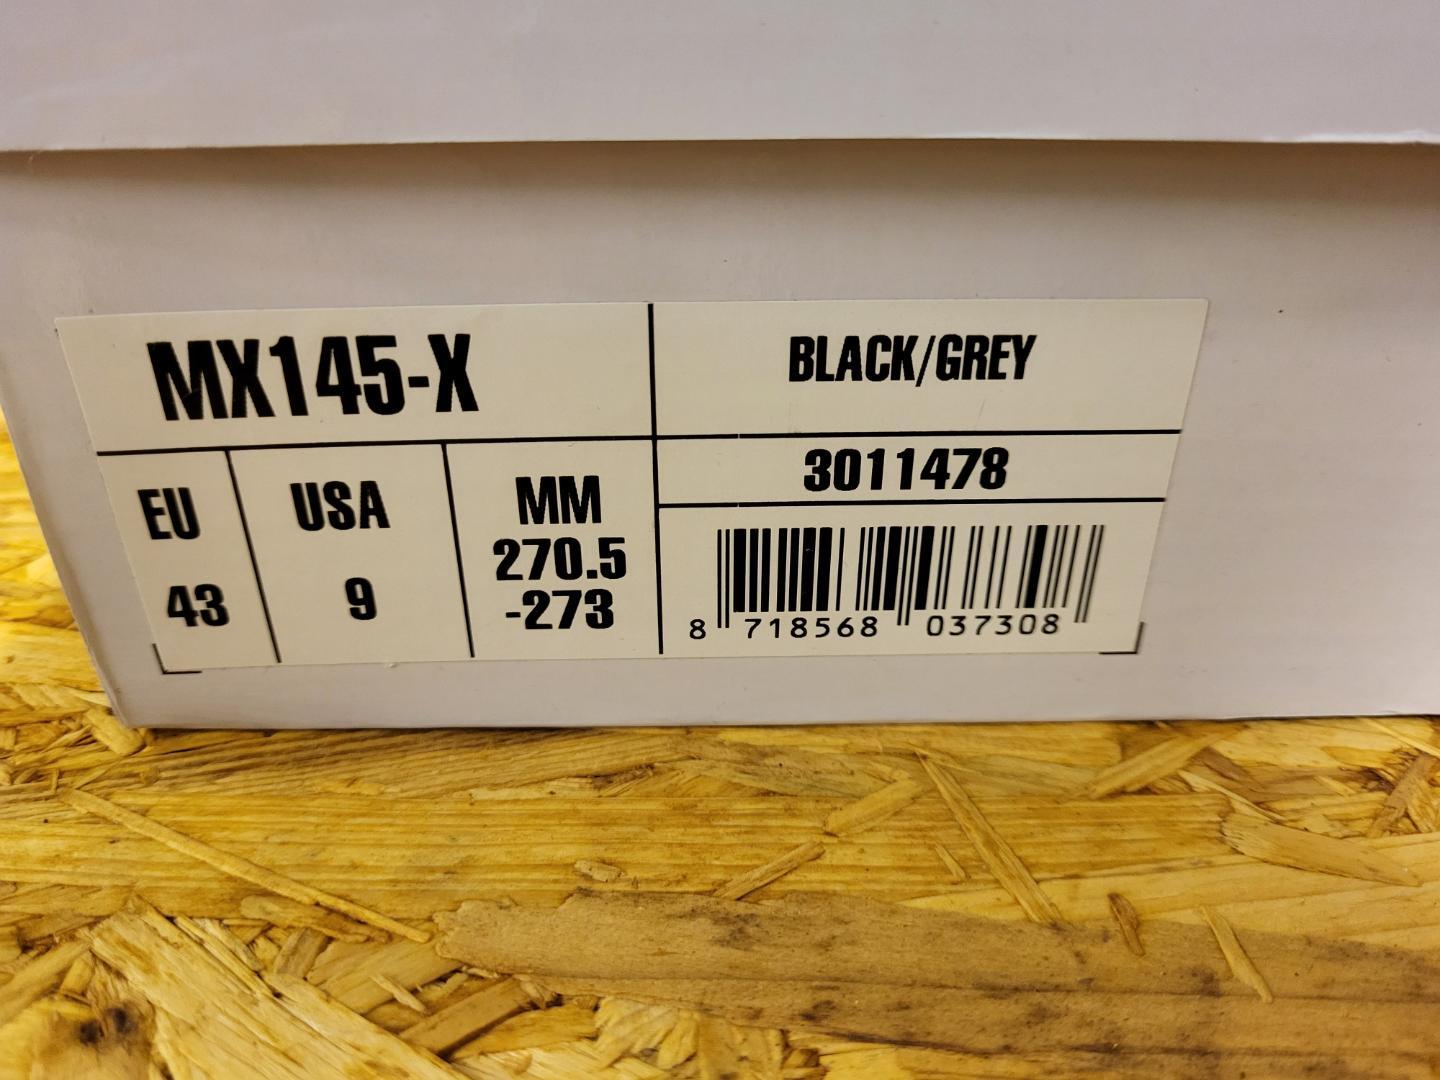 MX145-X
BLACK/GREY
3011478
EU
43
USA
9
MM
270.5
-273
8 718568 037308